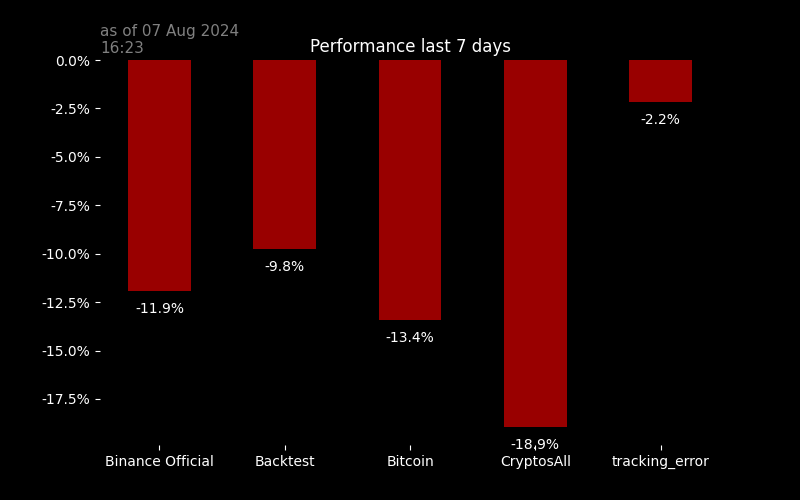 as of 07 Aug 2024
16:23
Performance last 7 days
0.0%
-2.5%
-5.0%
-7.5%
-10.0%
-12.5%
-15.0%
-17.5%
-11.9%
-9.8%
-13.4%
-18.9%
-2.2%
Binance Official
Backtest
Bitcoin
CryptosAll
tracking_error